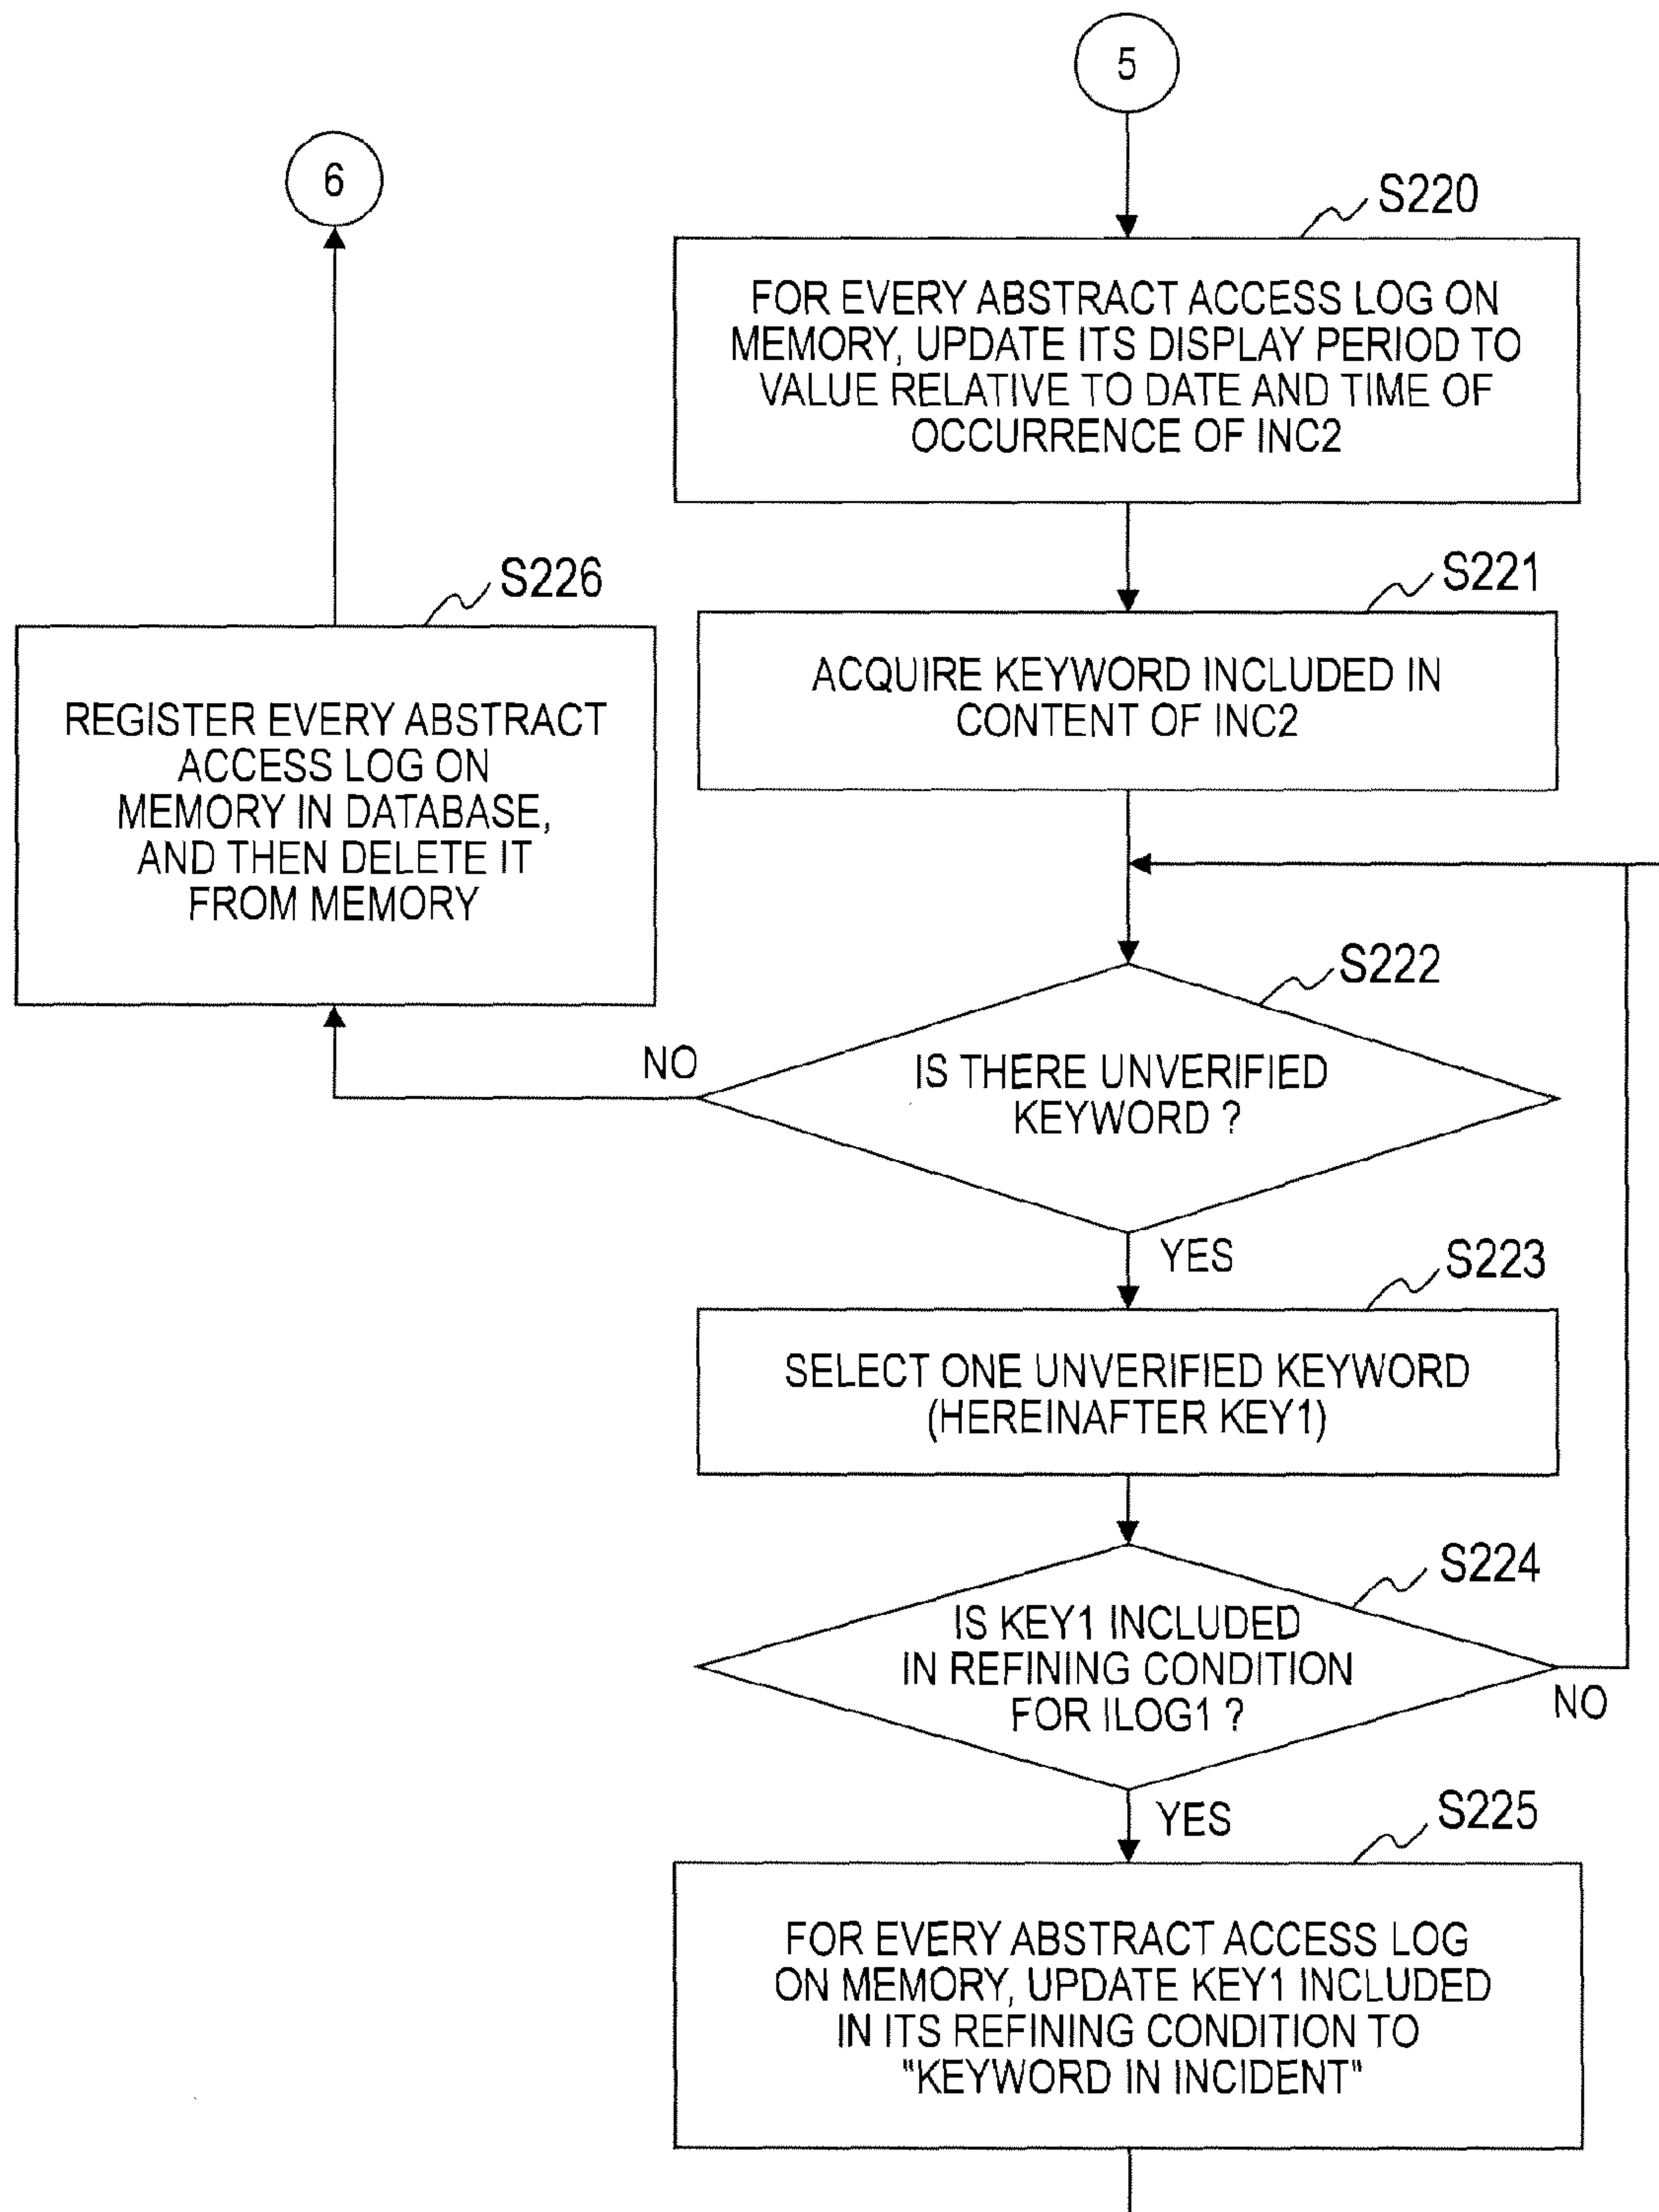 5
6
S220
FOR EVERY ABSTRACT ACCESS LOG ON
MEMORY, UPDATE ITS DISPLAY PERIOD TO
VALUE RELATIVE TO DATE AND TIME OF
OCCURRENCE OF INC2
S221
ACQUIRE KEYWORD INCLUDED IN
CONTENT OF INC2
S226
REGISTER EVERY ABSTRACT
ACCESS LOG ON
MEMORY IN DATABASE,
AND THEN DELETE IT
FROM MEMORY
S222
IS THERE UNVERIFIED
KEYWORD ?
NO
YES
S223
SELECT ONE UNVERIFIED KEYWORD
(HEREINAFTER KEY1)
S224
IS KEY1 INCLUDED
IN REFINING CONDITION
FOR ILOG1 ?
NO
YES
S225
FOR EVERY ABSTRACT ACCESS LOG
ON MEMORY, UPDATE KEY1 INCLUDED
IN ITS REFINING CONDITION TO
"KEYWORD IN INCIDENT"